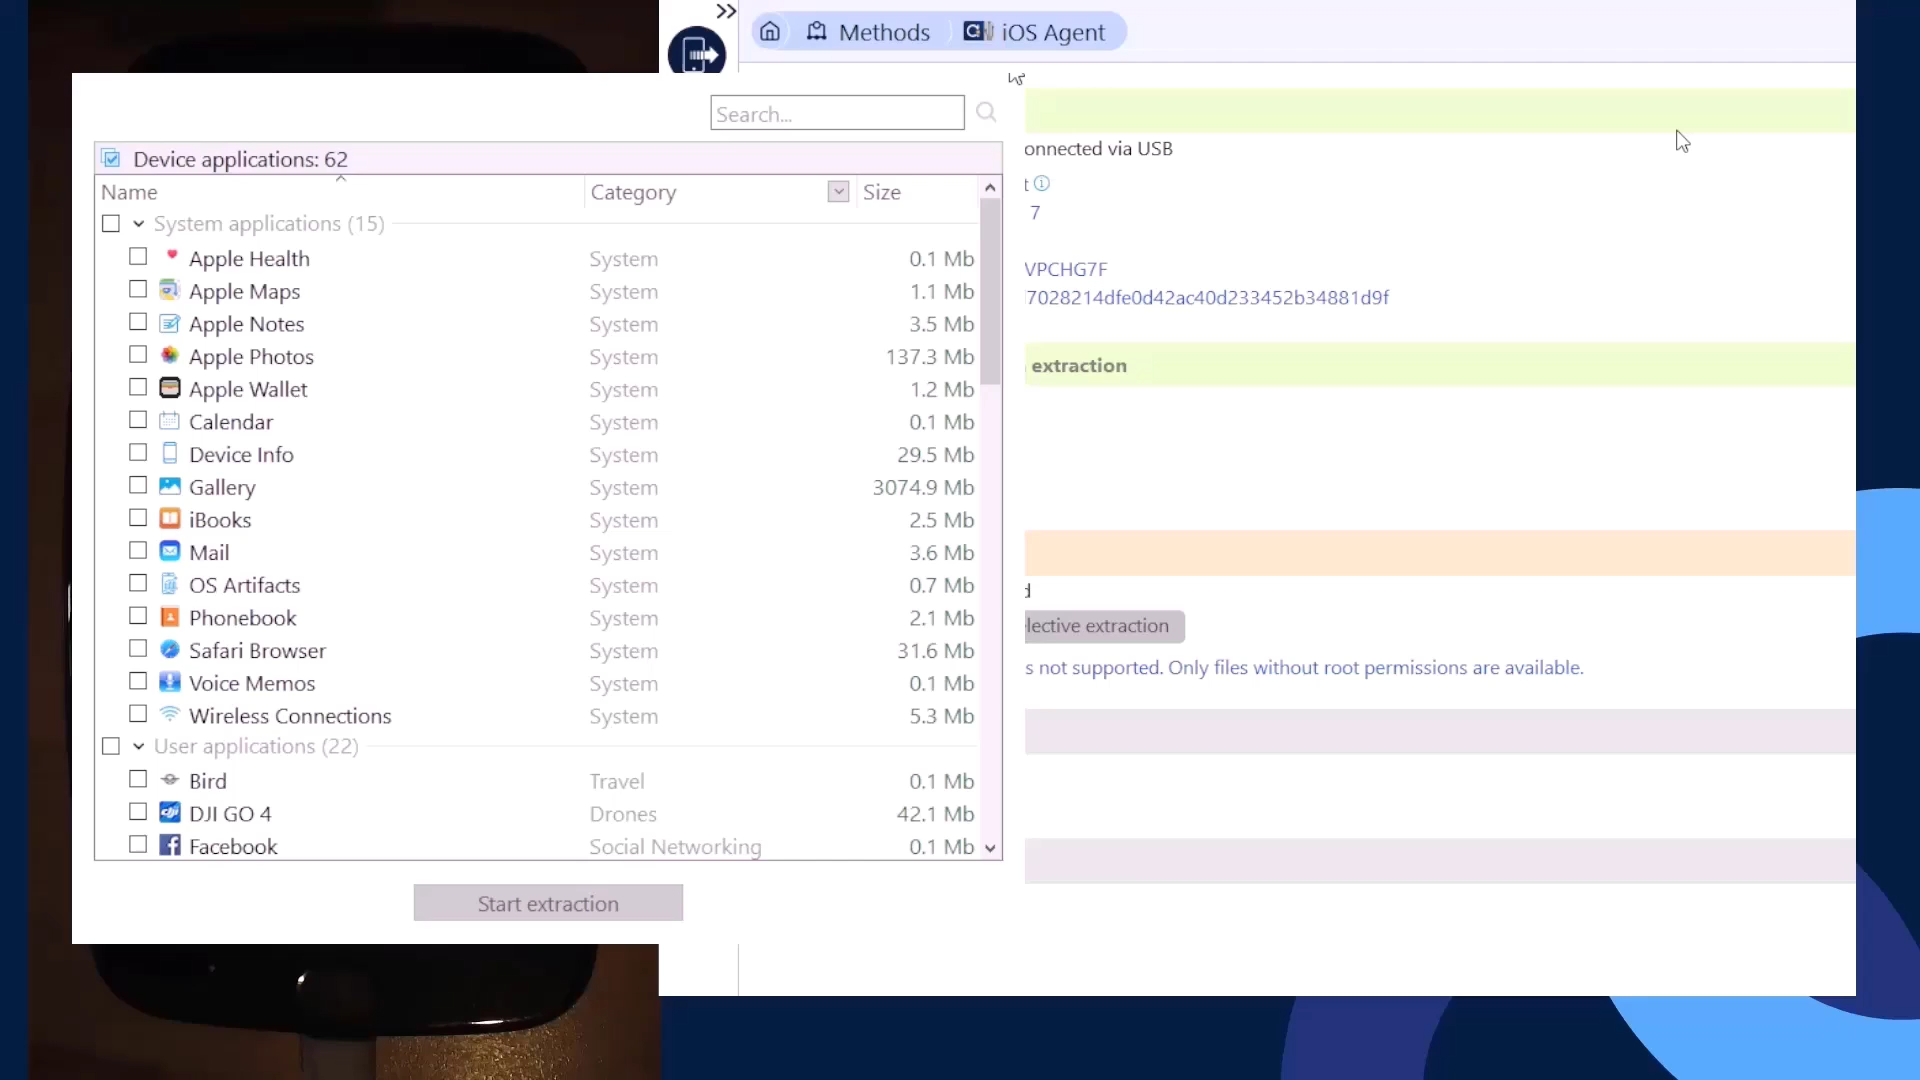 Methods
iOS Agent
Search...
Device applications: 62
Name Category Size
System applications (15)
Apple Health System 0.1 Mb
Apple Maps System 1.1 Mb
Apple Notes System 3.5 Mb
Apple Photos System 137.3 Mb
Apple Wallet System 1.2 Mb
Calendar System 0.1 Mb
Device Info System 29.5 Mb
Gallery System 3074.9 Mb
iBooks System 2.5 Mb
Mail System 3.6 Mb
OS Artifacts System 0.7 Mb
Phonebook System 2.1 Mb
Safari Browser System 31.6 Mb
Voice Memos System 0.1 Mb
Wireless Connections System 5.3 Mb
User applications (22)
Bird Travel 0.1 Mb
DJI GO 4 Drones 42.1 Mb
Facebook Social Networking 0.1 Mb
Start extraction
onnected via USB
t
7
VPCHG7F
7028214dfe0d42ac40d233452b34881d9f
extraction
d
lective extraction
s not supported. Only files without root permissions are available.